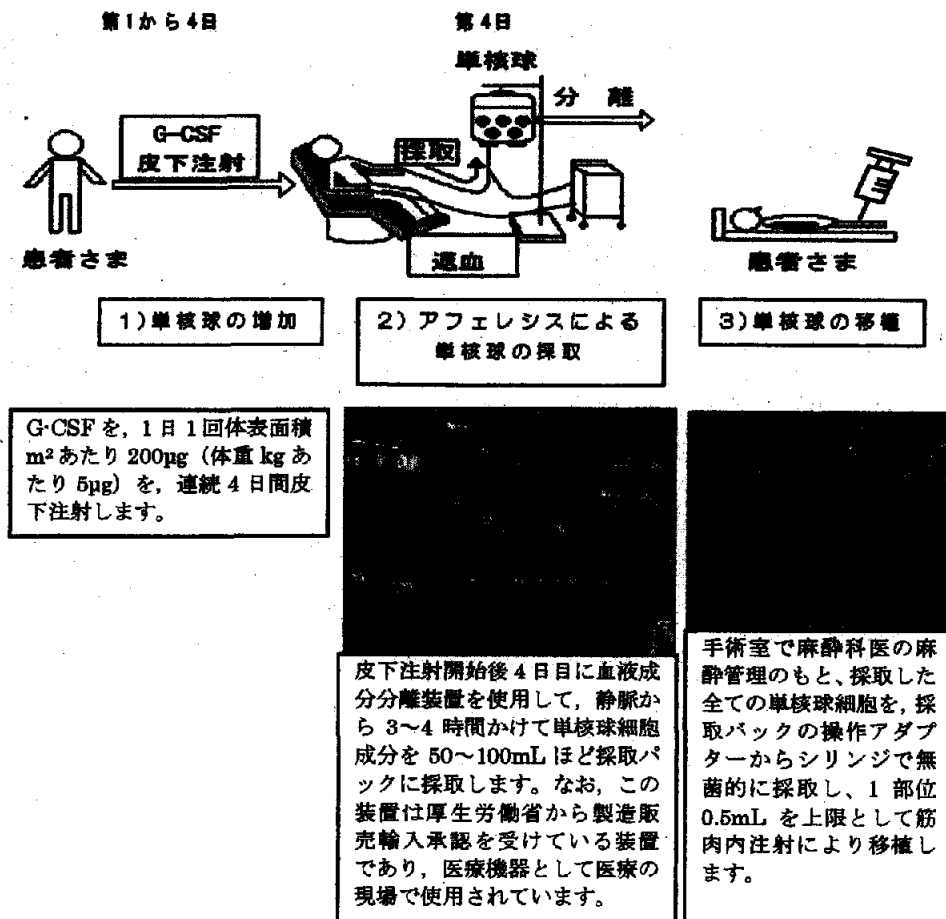 第1から4日
第4日
単核球
分離
G-CSF
皮下注射
採取
返血
患者さま
患者さま
1)単核球の増加
2)アフェレシスによる
単核球の採取
3)単核球の移植
G-CSFを，1日1回体表面積
m²あたり200μg（体重kgあ
たり5μg）を，連続4日間皮
下注射します。
皮下注射開始後4日目に血液成
分分離装置を使用して，静脈か
ら3～4時間かけて単核球細胞
成分を50～100mLほど採取バ
ックに採取します。なお，この
装置は厚生労働省から製造販
売輸入承認を受けている装置
であり，医療機器として医療の
現場で使用されています。
手術室で麻酔科医の麻
酔管理のもと、採取した
全ての単核球細胞を，採
取バックの操作アダプ
ターからシリンジで無
菌的に採取し、1部位
0.5mLを上限として筋
肉内注射により移植し
ます。